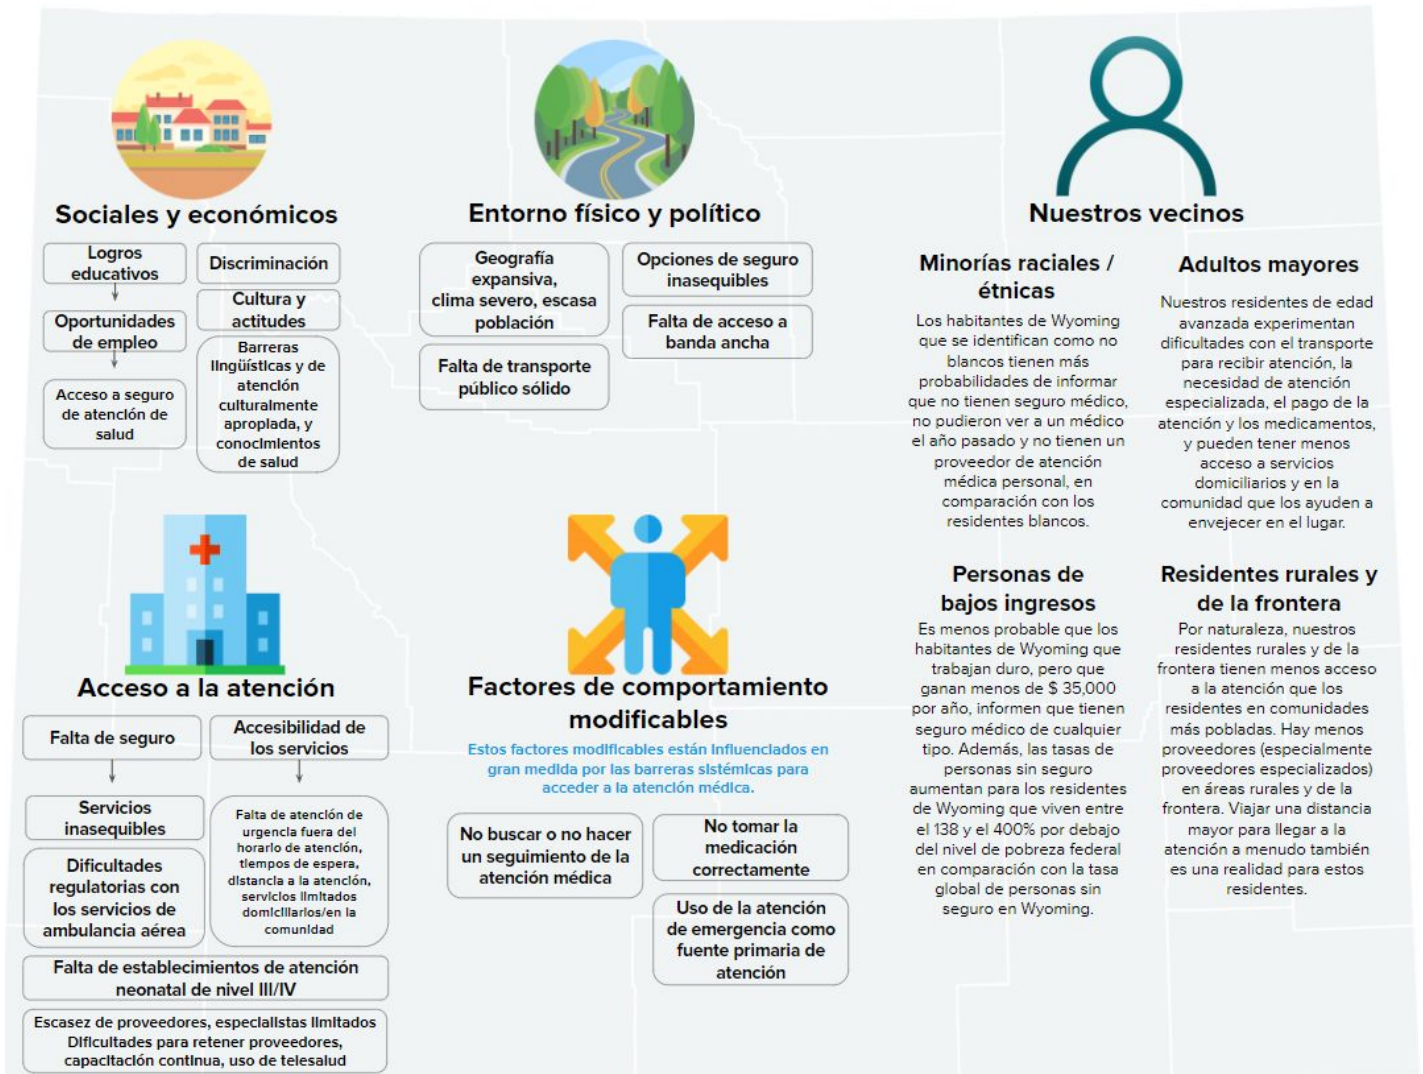 Sociales y económicos
Logros
educativos
Oportunidades
de empleo
Acceso a seguro
de atención de
salud
Discriminación
Cultura y
actitudes
Barreras
lingüísticas y de
atención
culturalmente
apropiada, y
conocimientos
de salud
Entorno físico y político
Geografía
expansiva,
clima severo, escasa
población
Falta de transporte
público sólido
Opciones de seguro
inasequibles
Falta de acceso a
banda ancha
Nuestros vecinos
Minorías raciales /
étnicas
Los habitantes de Wyoming
que se identifican como no
blancos tienen más
probabilidades de informar
que no tienen seguro médico,
no pudieron ver a un médico
el año pasado y no tienen un
proveedor de atención
médica personal, en
comparación con los
residentes blancos.
Adultos mayores
Nuestros residentes de edad
avanzada experimentan
dificultades con el transporte
para recibir atención, la
necesidad de atención
especializada, el pago de la
atención y los medicamentos,
y pueden tener menos
acceso a servicios
domiciliarios y en la
comunidad que los ayuden a
envejecer en el lugar.
Personas de
bajos ingresos
Es menos probable que los
habitantes de Wyoming que
trabajan duro, pero que
ganan menos de $ 35,000
por año, informen que tienen
seguro médico de cualquier
tipo. Además, las tasas de
personas sin seguro
aumentan para los residentes
de Wyoming que viven entre
el 138 y el 400% por debajo
del nivel de pobreza federal
en comparación con la tasa
global de personas sin
seguro en Wyoming.
Residentes rurales y
de la frontera
Por naturaleza, nuestros
residentes rurales y de la
frontera tienen menos acceso
a la atención que los
residentes en comunidades
más pobladas. Hay menos
proveedores (especialmente
proveedores especializados)
en áreas rurales y de la
frontera. Viajar una distancia
mayor para llegar a la
atención a menudo también
es una realidad para estos
residentes.
Acceso a la atención
Falta de seguro
Servicios
inasequibles
Dificultades
regulatorias con
los servicios de
ambulancia aérea
Accesibilidad de
los servicios
Falta de atención de
urgencia fuera del
horario de atención,
tiempos de espera,
distancia a la atención,
servicios limitados
domiciliarios/en la
comunidad
Falta de establecimientos de atención
neonatal de nivel III/IV
Escasez de proveedores, especialistas limitados
Dificultades para retener proveedores,
capacitación continua, uso de telesalud
Factores de comportamiento
modificables
Estos factores modificables están influenciados en
gran medida por las barreras sistémicas para
acceder a la atención médica.
No buscar o no hacer
un seguimiento de la
atención médica
No tomar la
medicación
correctamente
Uso de la atención
de emergencia como
fuente primaria de
atención